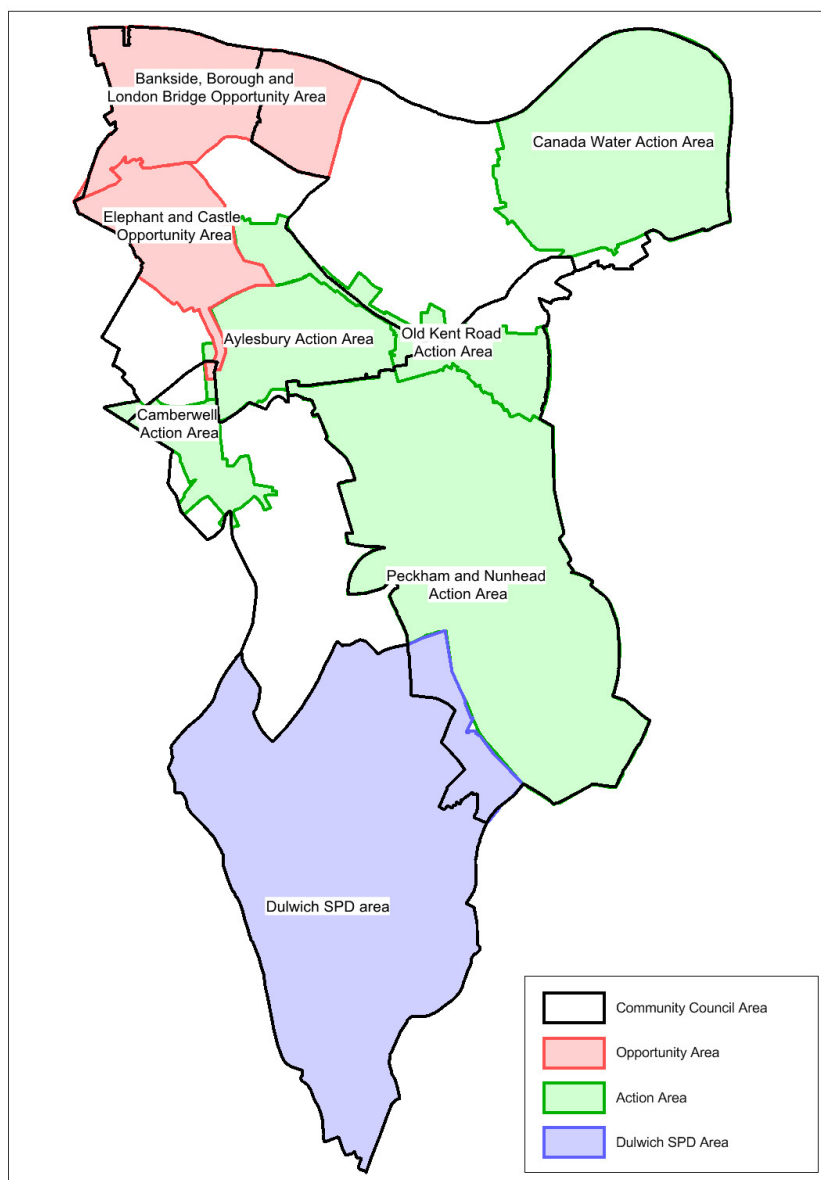 Bankside, Borough and
London Bridge Opportunity Area
Canada Water Action Area
Elephant and Castle
Opportunity Area
Aylesbury Action Area
Old Kent Road
Action Area
Camberwell
Action Area
Peckham and Nunhead
Action Area
Dulwich SPD area
Community Council Area
Opportunity Area
Action Area
Dulwich SPD Area